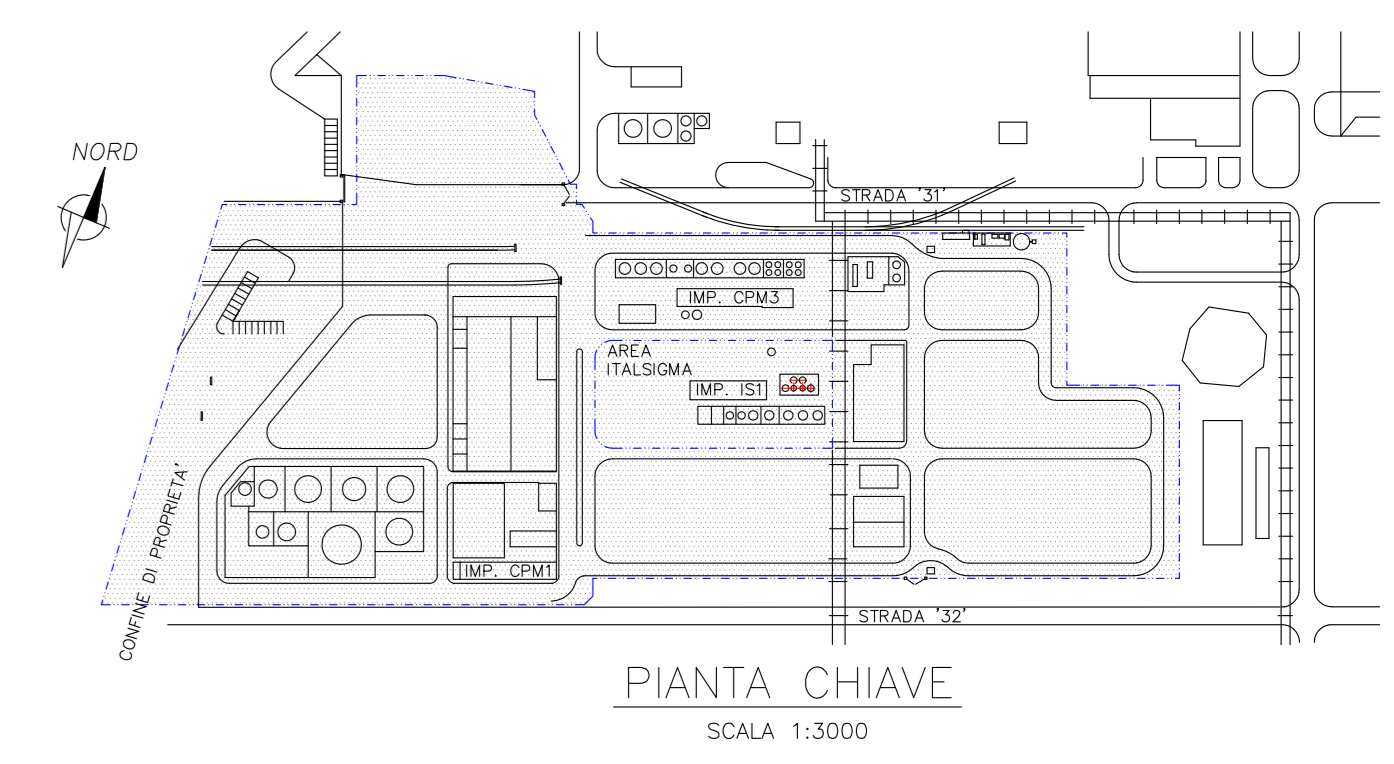 NORD
STRADA '31'
IMP. CPM3
AREA
ITALSIGMA
IMP. IS1
CONFINE DI PROPRIETA'
IMP. CPM1
STRADA '32'
PIANTA CHIAVE
SCALA 1:3000